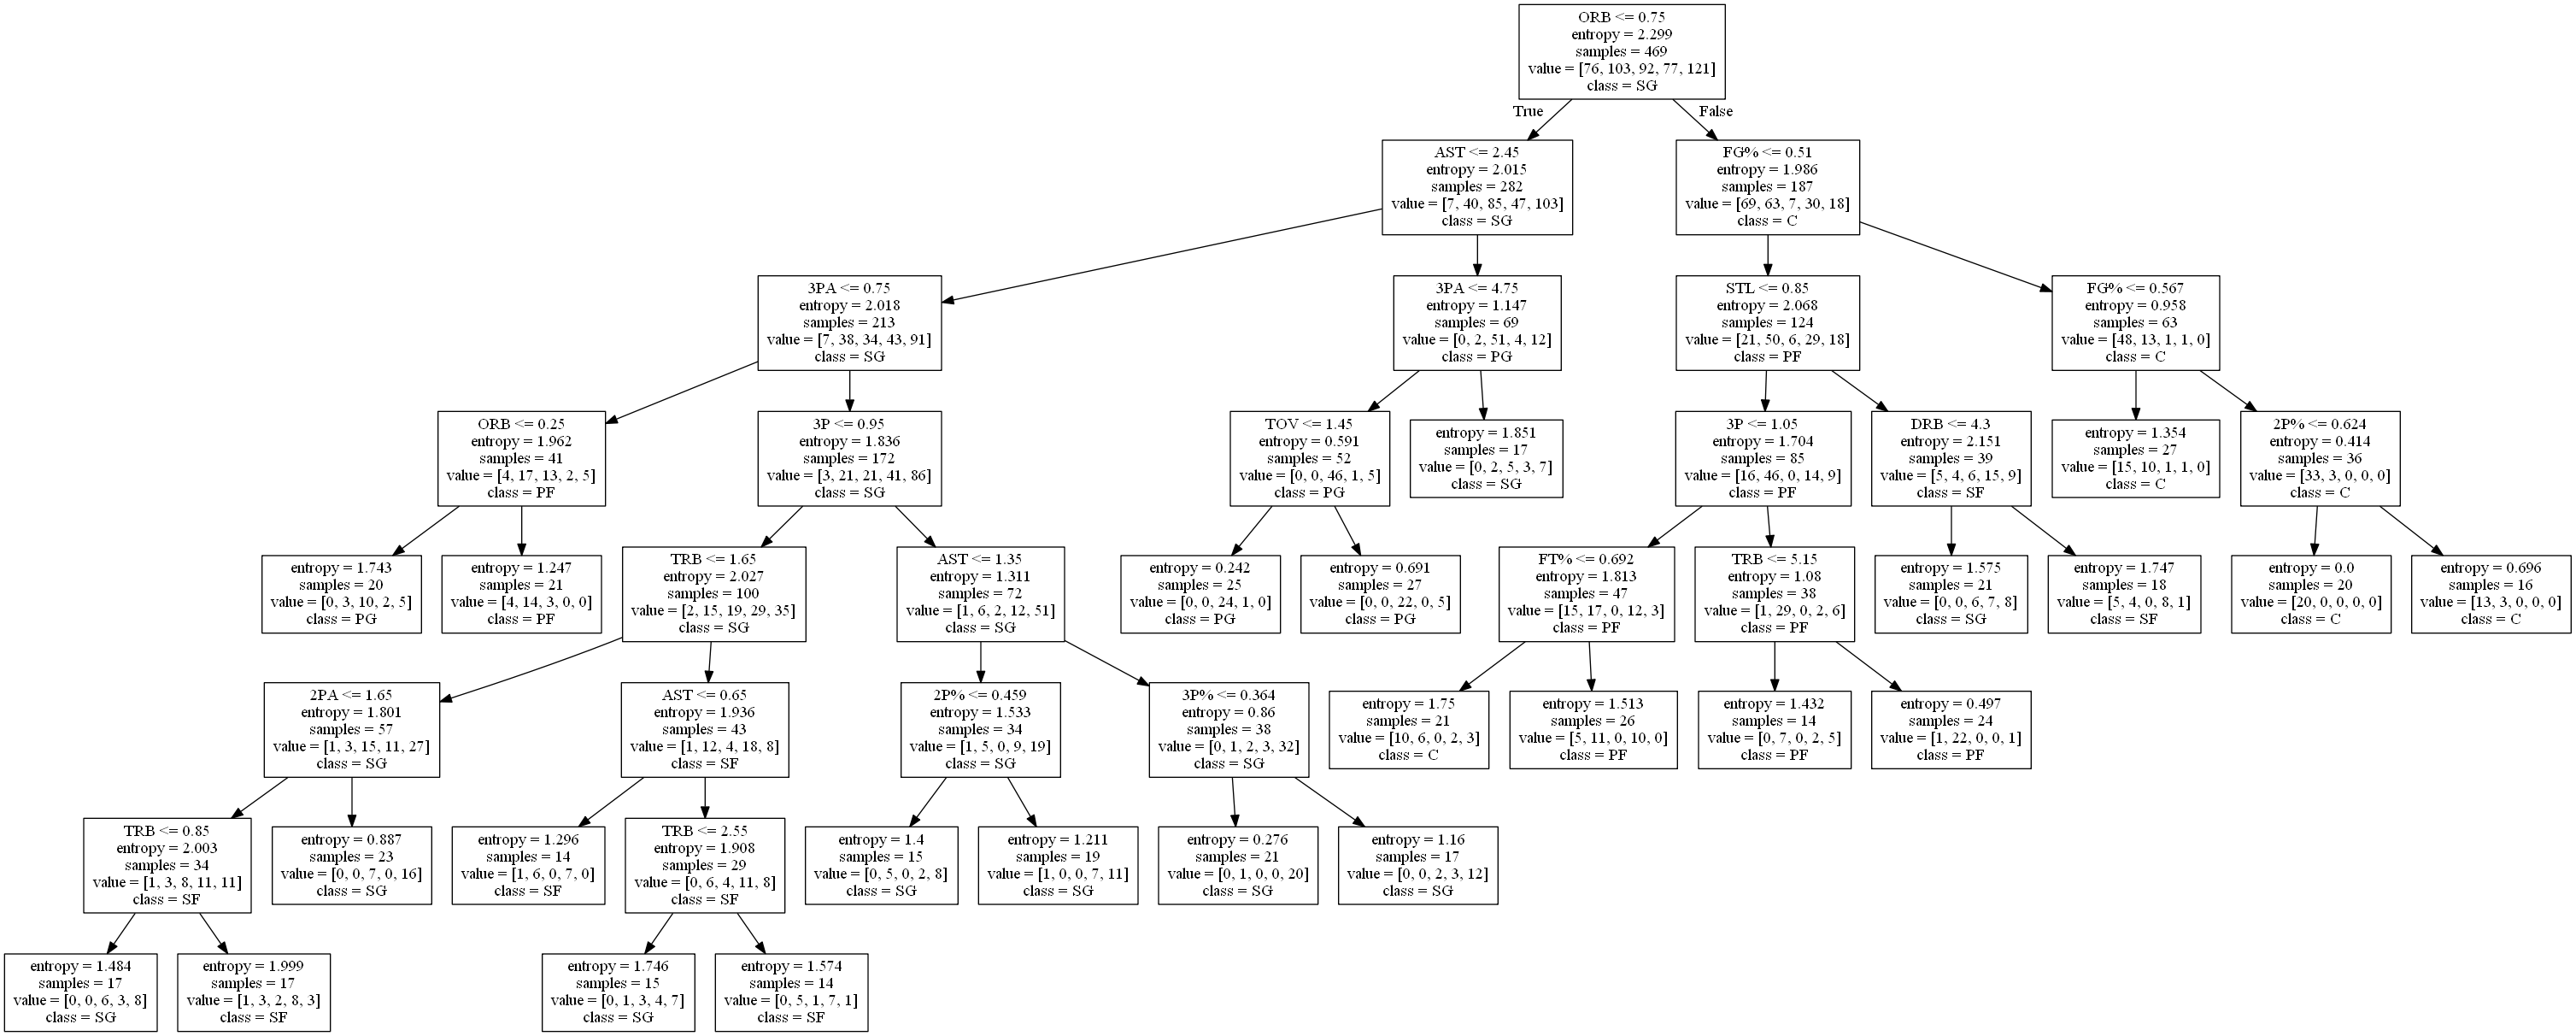 ORB <= 0.75
entropy = 2.299
samples = 469
value = [76, 103, 92, 77, 121]
class = SG
True
False
AST <= 2.45
entropy = 2.015
samples = 282
value = [7, 40, 85, 47, 103]
class = SG
FG% <= 0.51
entropy = 1.986
samples = 187
value = [69, 63, 7, 30, 18]
class = C
3PA <= 0.75
entropy = 2.018
samples = 213
value = [7, 38, 34, 43, 91]
class = SG
3PA <= 4.75
entropy = 1.147
samples = 69
value = [0, 2, 51, 4, 12]
class = PG
STL <= 0.85
entropy = 2.068
samples = 124
value = [21, 50, 6, 29, 18]
class = PF
FG% <= 0.567
entropy = 0.958
samples = 63
value = [48, 13, 1, 1, 0]
class = C
ORB <= 0.25
entropy = 1.962
samples = 41
value = [4, 17, 13, 2, 5]
class = PF
3P <= 0.95
entropy = 1.836
samples = 172
value = [3, 21, 21, 41, 86]
class = SG
TOV <= 1.45
entropy = 0.591
samples = 52
value = [0, 0, 46, 1, 5]
class = PG
entropy = 1.851
samples = 17
value = [0, 2, 5, 3, 7]
class = SG
3P <= 1.05
entropy = 1.704
samples = 85
value = [16, 46, 0, 14, 9]
class = PF
DRB <= 4.3
entropy = 2.151
samples = 39
value = [5, 4, 6, 15, 9]
class = SF
entropy = 1.354
samples = 27
value = [15, 10, 1, 1, 0]
class = C
2P% <= 0.624
entropy = 0.414
samples = 36
value = [33, 3, 0, 0, 0]
class = C
entropy = 1.743
samples = 20
value = [0, 3, 10, 2, 5]
class = PG
entropy = 1.247
samples = 21
value = [4, 14, 3, 0, 0]
class = PF
TRB <= 1.65
entropy = 2.027
samples = 100
value = [2, 15, 19, 29, 35]
class = SG
AST <= 1.35
entropy = 1.311
samples = 72
value = [1, 6, 2, 12, 51]
class = SG
entropy = 0.242
samples = 25
value = [0, 0, 24, 1, 0]
class = PG
entropy = 0.691
samples = 27
value = [0, 0, 22, 0, 5]
class = PG
FT% <= 0.692
entropy = 1.813
samples = 47
value = [15, 17, 0, 12, 3]
class = PF
TRB <= 5.15
entropy = 1.08
samples = 38
value = [1, 29, 0, 2, 6]
class = PF
entropy = 1.575
samples = 21
value = [0, 0, 6, 7, 8]
class = SG
entropy = 1.747
samples = 18
value = [5, 4, 0, 8, 1]
class = SF
entropy = 0.0
samples = 20
value = [20, 0, 0, 0, 0]
class = C
entropy = 0.696
samples = 16
value = [13, 3, 0, 0, 0]
class = C
2PA <= 1.65
entropy = 1.801
samples = 57
value = [1, 3, 15, 11, 27]
class = SG
AST <= 0.65
entropy = 1.936
samples = 43
value = [1, 12, 4, 18, 8]
class = SF
2P% <= 0.459
entropy = 1.533
samples = 34
value = [1, 5, 0, 9, 19]
class = SG
3P% <= 0.364
entropy = 0.86
samples = 38
value = [0, 1, 2, 3, 32]
class = SG
entropy = 1.75
samples = 21
value = [10, 6, 0, 2, 3]
class = C
entropy = 1.513
samples = 26
value = [5, 11, 0, 10, 0]
class = PF
entropy = 1.432
samples = 14
value = [0, 7, 0, 2, 5]
class = PF
entropy = 0.497
samples = 24
value = [1, 22, 0, 0, 1]
class = PF
TRB <= 0.85
entropy = 2.003
samples = 34
value = [1, 3, 8, 11, 11]
class = SF
entropy = 0.887
samples = 23
value = [0, 0, 7, 0, 16]
class = SG
entropy = 1.296
samples = 14
value = [1, 6, 0, 7, 0]
class = SF
TRB <= 2.55
entropy = 1.908
samples = 29
value = [0, 6, 4, 11, 8]
class = SF
entropy = 1.4
samples = 15
value = [0, 5, 0, 2, 8]
class = SG
entropy = 1.211
samples = 19
value = [1, 0, 0, 7, 11]
class = SG
entropy = 0.276
samples = 21
value = [0, 1, 0, 0, 20]
class = SG
entropy = 1.16
samples = 17
value = [0, 0, 2, 3, 12]
class = SG
entropy = 1.484
samples = 17
value = [0, 0, 6, 3, 8]
class = SG
entropy = 1.999
samples = 17
value = [1, 3, 2, 8, 3]
class = SF
entropy = 1.746
samples = 15
value = [0, 1, 3, 4, 7]
class = SG
entropy = 1.574
samples = 14
value = [0, 5, 1, 7, 1]
class = SF